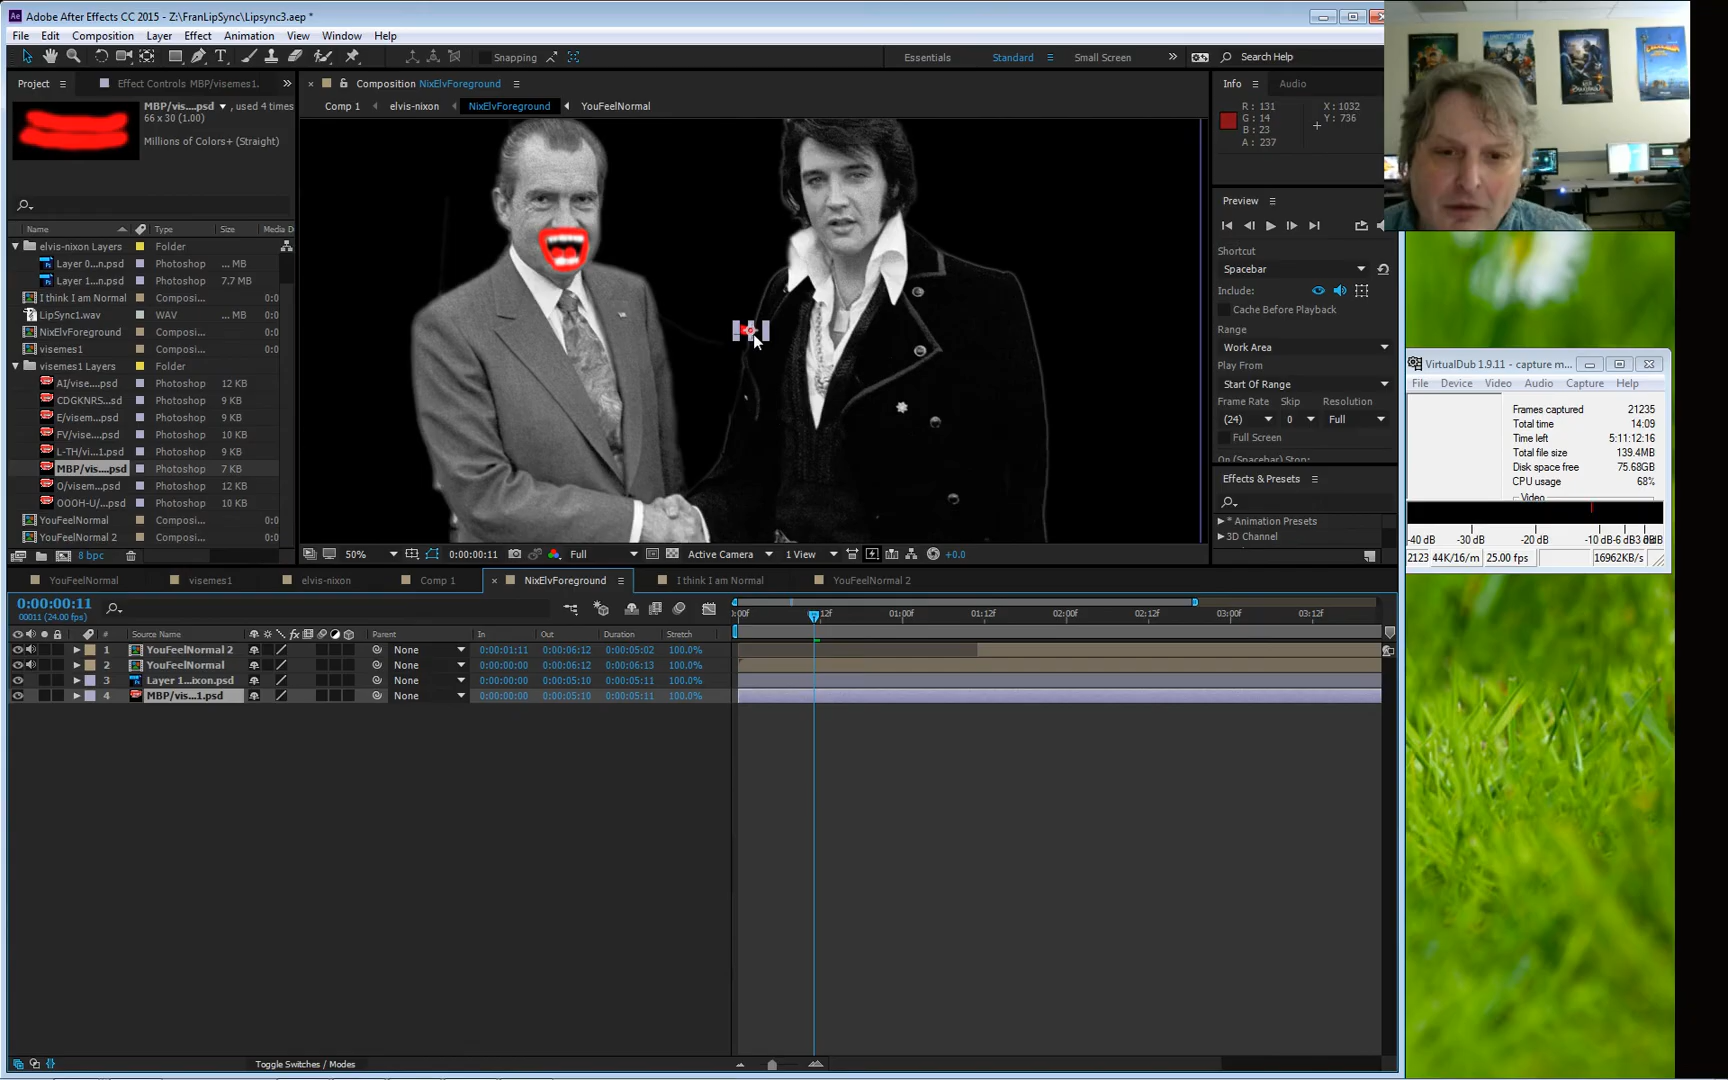 Adobe After Effects CC 2015 - Z:\FranLipSync\Lipsync3.aep *
File Edit Composition Layer Effect Animation View Window Help
Snapping
Essentials Standard Small Screen Search Help
Project Effect Controls MBP/visemes1.
MBP/vis....psd , used 4 times
66 x 30 (1.00)
Millions of Colors+ (Straight)
Name Type Size Media D
elvis-nixon Layers Folder
Layer 0...n.psd Photoshop ... MB
Layer 1...n.psd Photoshop 7.7 MB
I think I am Normal Composi... 0:0
LipSync1.wav WAV ... MB 0:0
NixElvForeground Composi... 0:0
visemes1 Composi... 0:0
visemes1 Layers Folder
AI/vise....psd Photoshop 12 KB
CDGKNRS...sd Photoshop 9 KB
E/visem...psd Photoshop 9 KB
FV/vise....psd Photoshop 10 KB
L-TH/vi...1.psd Photoshop 9 KB
MBP/vis....psd Photoshop 7 KB
O/visem...psd Photoshop 12 KB
OOOH-U/...psd Photoshop 10 KB
YouFeelNormal Composi... 0:0
YouFeelNormal 2 Composi... 0:0
8 bpc
Composition NixElvForeground
Comp 1 elvis-nixon NixElvForeground YouFeelNormal
50% 0:00:00:11 Full Active Camera 1 View +0.0
Info Audio
R : 131
G : 14
B : 23
A : 237
X : 1032
Y : 736
Preview
Shortcut
Spacebar
Include:
Cache Before Playback
Range
Work Area
Play From
Start Of Range
Frame Rate Skip Resolution
(24) 0 Full
Full Screen
On (Spacebar) Stop:
Effects & Presets
* Animation Presets
3D Channel
VirtualDub 1.9.11 - capture m...
File Device Video Audio Capture Help
Frames captured 21235
Total time 14:09
Time left 5:11:12:16
Total file size 139.4MB
Disk space free 75.68GB
CPU usage 68%
Video
-40 dB -30 dB -20 dB
2123 44K/16/m 25.00 fps 16962KB/s
YouFeelNormal visemes1 elvis-nixon Comp 1 NixElvForeground I think I am Normal YouFeelNormal 2
0:00:00:11
00011 (24.00 fps)
:00f 12f 01:00f 01:12f 02:00f 02:12f 03:00f 03:12f
# Source Name Parent In Out Duration Stretch
1 YouFeelNormal 2 None 0:00:01:11 0:00:06:12 0:00:05:02 100.0%
2 YouFeelNormal None 0:00:00:00 0:00:06:12 0:00:06:13 100.0%
3 Layer 1...ixon.psd None 0:00:00:00 0:00:05:10 0:00:05:11 100.0%
4 MBP/vis...1.psd None 0:00:00:00 0:00:05:10 0:00:05:11 100.0%
Toggle Switches / Modes